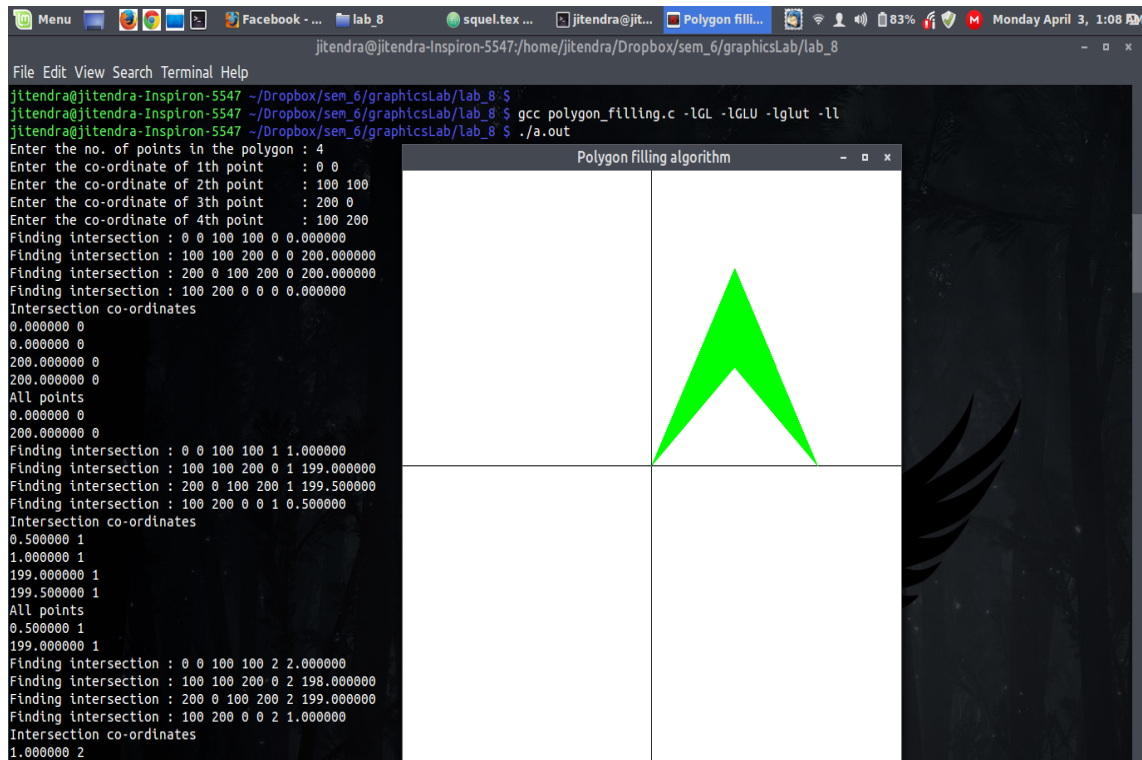 Menu Facebook - ... lab_8 squel.tex ... jitendra@jit... Polygon filli... 83% M Monday April 3, 1:08
jitendra@jitendra-Inspiron-5547:/home/jitendra/Dropbox/sem_6/graphicsLab/lab_8
File Edit View Search Terminal Help
jitendra@jitendra-Inspiron-5547 ~/Dropbox/sem_6/graphicsLab/lab_8 $
jitendra@jitendra-Inspiron-5547 ~/Dropbox/sem_6/graphicsLab/lab_8 $ gcc polygon_filling.c -lGL -lGLU -lglut -ll
jitendra@jitendra-Inspiron-5547 ~/Dropbox/sem_6/graphicsLab/lab_8 $ ./a.out
Enter the no. of points in the polygon : 4
Polygon filling algorithm
Enter the co-ordinate of 1th point     : 0 0
Enter the co-ordinate of 2th point     : 100 100
Enter the co-ordinate of 3th point     : 200 0
Enter the co-ordinate of 4th point     : 100 200
Finding intersection : 0 0 100 100 0 0.000000
Finding intersection : 100 100 200 0 0 200.000000
Finding intersection : 200 0 100 200 0 200.000000
Finding intersection : 100 200 0 0 0 0.000000
Intersection co-ordinates
0.000000 0
0.000000 0
200.000000 0
200.000000 0
All points
0.000000 0
200.000000 0
Finding intersection : 0 0 100 100 1 1.000000
Finding intersection : 100 100 200 0 1 199.000000
Finding intersection : 200 0 100 200 1 199.500000
Finding intersection : 100 200 0 0 1 0.500000
Intersection co-ordinates
0.500000 1
1.000000 1
199.000000 1
199.500000 1
All points
0.500000 1
199.000000 1
Finding intersection : 0 0 100 100 2 2.000000
Finding intersection : 100 100 200 0 2 198.000000
Finding intersection : 200 0 100 200 2 199.000000
Finding intersection : 100 200 0 0 2 1.000000
Intersection co-ordinates
1.000000 2